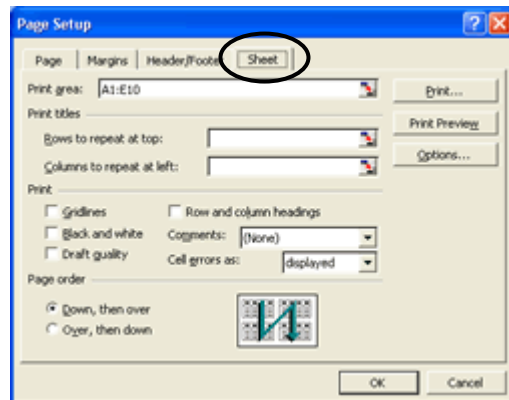 Page Setup
Page Margins Header/Footer Sheet
Print area: A1:E10
Print...
Print titles
Print Preview
Rows to repeat at top:
Options...
Columns to repeat at left:
Print
Gridlines Row and column headings
Black and white Comments: (None)
Draft quality Cell errors as: displayed
Page order
Down, then over
Over, then down
OK Cancel